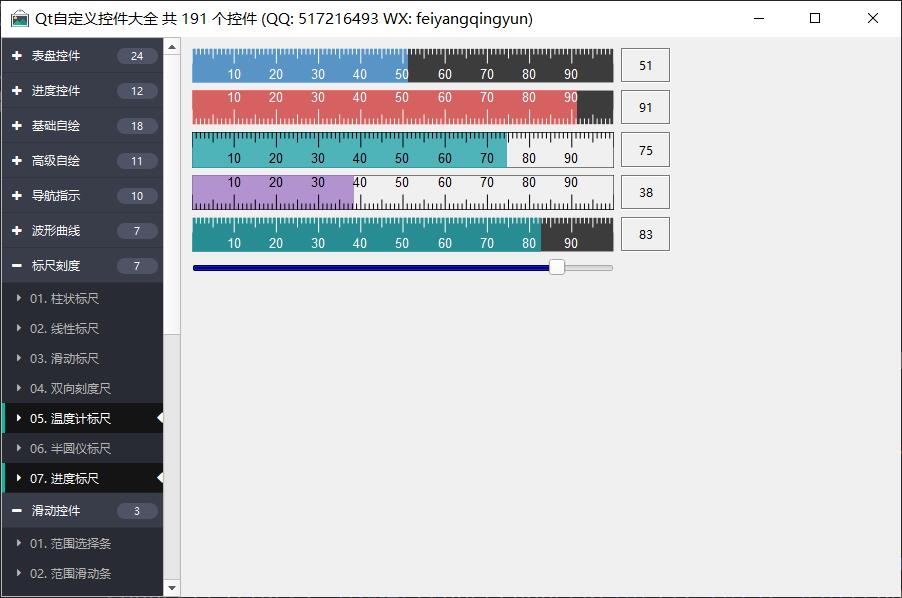 Qt自定义控件大全 共 191 个控件 (QQ: 517216493 WX: feiyangqingyun)
表盘控件 24
进度控件 12
基础自绘 18
高级自绘 11
导航指示 10
波形曲线 7
标尺刻度 7
01. 柱状标尺
02. 线性标尺
03. 滑动标尺
04. 双向刻度尺
05. 温度计标尺
06. 半圆仪标尺
07. 进度标尺
滑动控件 3
01. 范围选择条
02. 范围滑动条
10 20 30 40 50 60 70 80 90 51
10 20 30 40 50 60 70 80 90 91
10 20 30 40 50 60 70 80 90 75
10 20 30 40 50 60 70 80 90 38
10 20 30 40 50 60 70 80 90 83